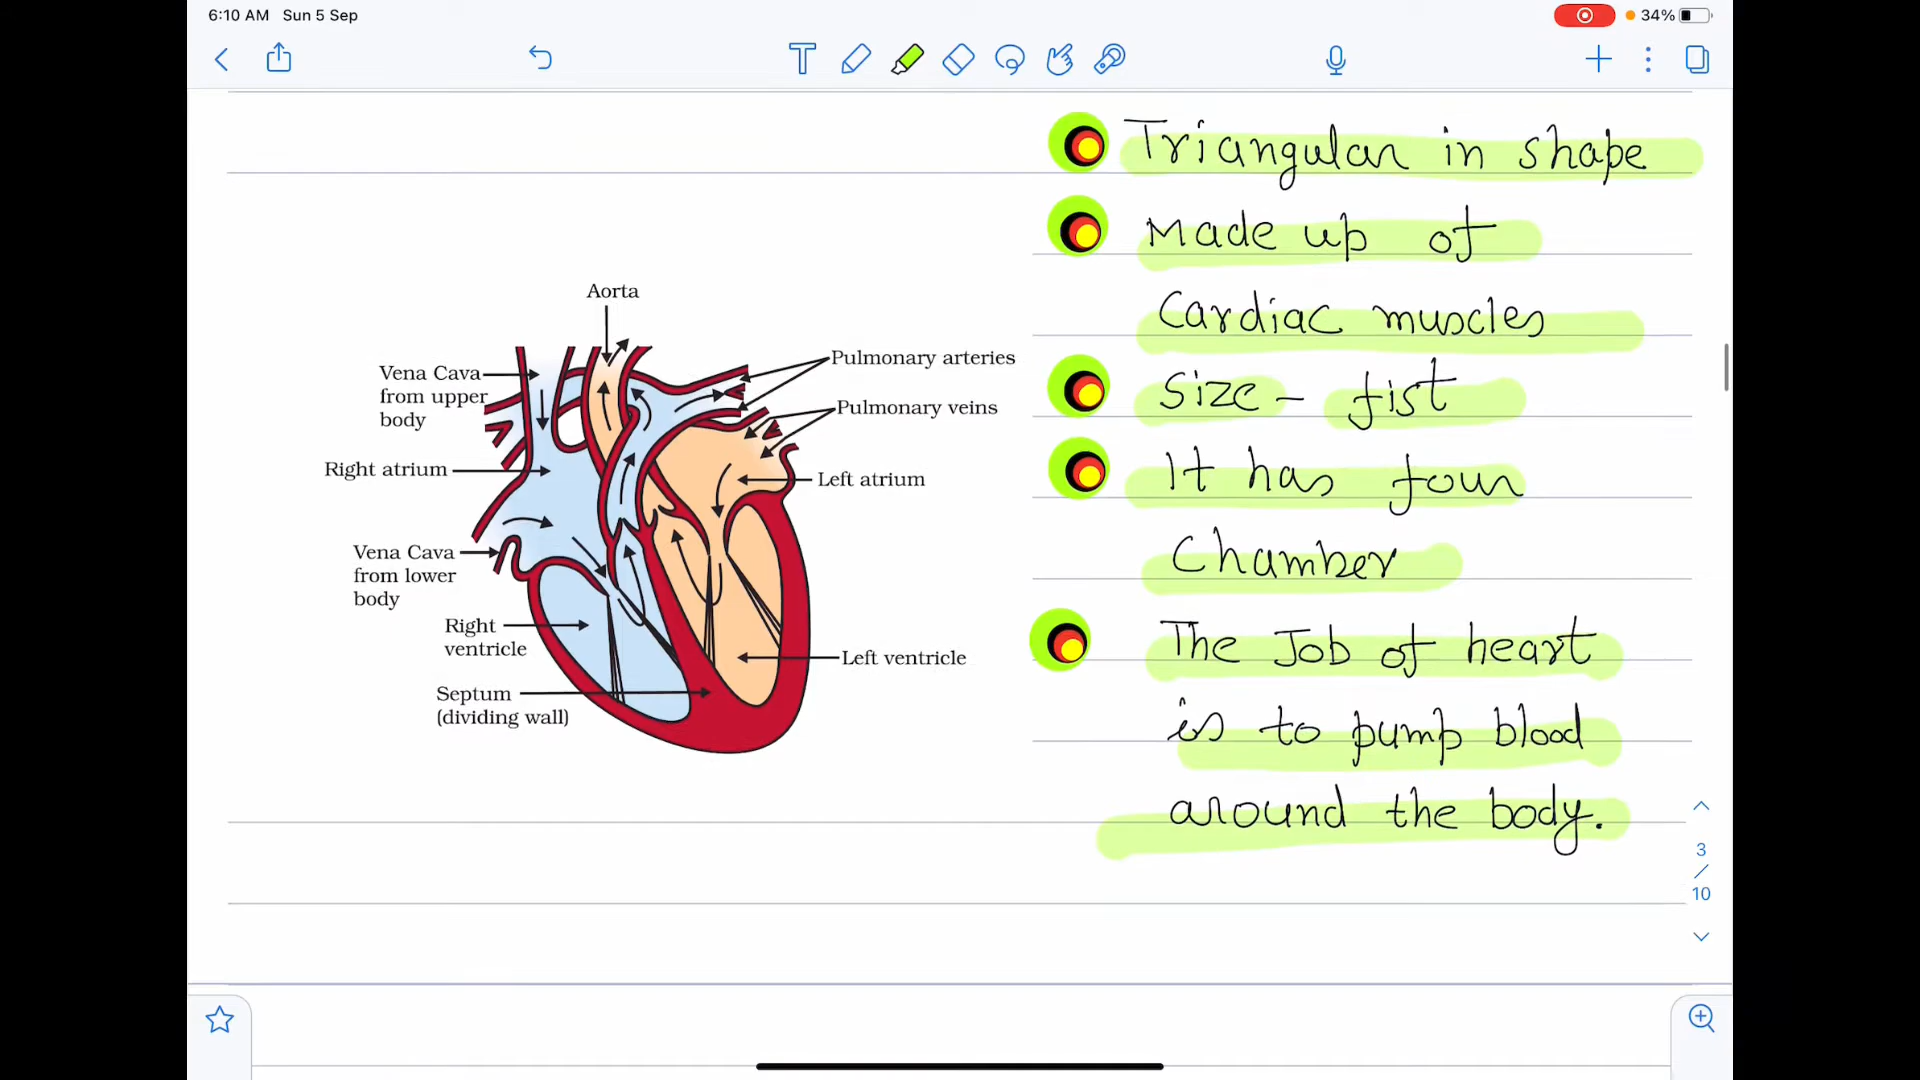 6:10 AM Sun 5 Sep
34%
Triangular in shape
Made up of
Cardiac muscles
Size - fist
It has four
Chamber
The Job of heart
is to pump blood
around the body.
Aorta
Vena Cava
from upper
body
Pulmonary arteries
Pulmonary veins
Right atrium
Left atrium
Vena Cava
from lower
body
Right
ventricle
Left ventricle
Septum
(dividing wall)
3
/
10